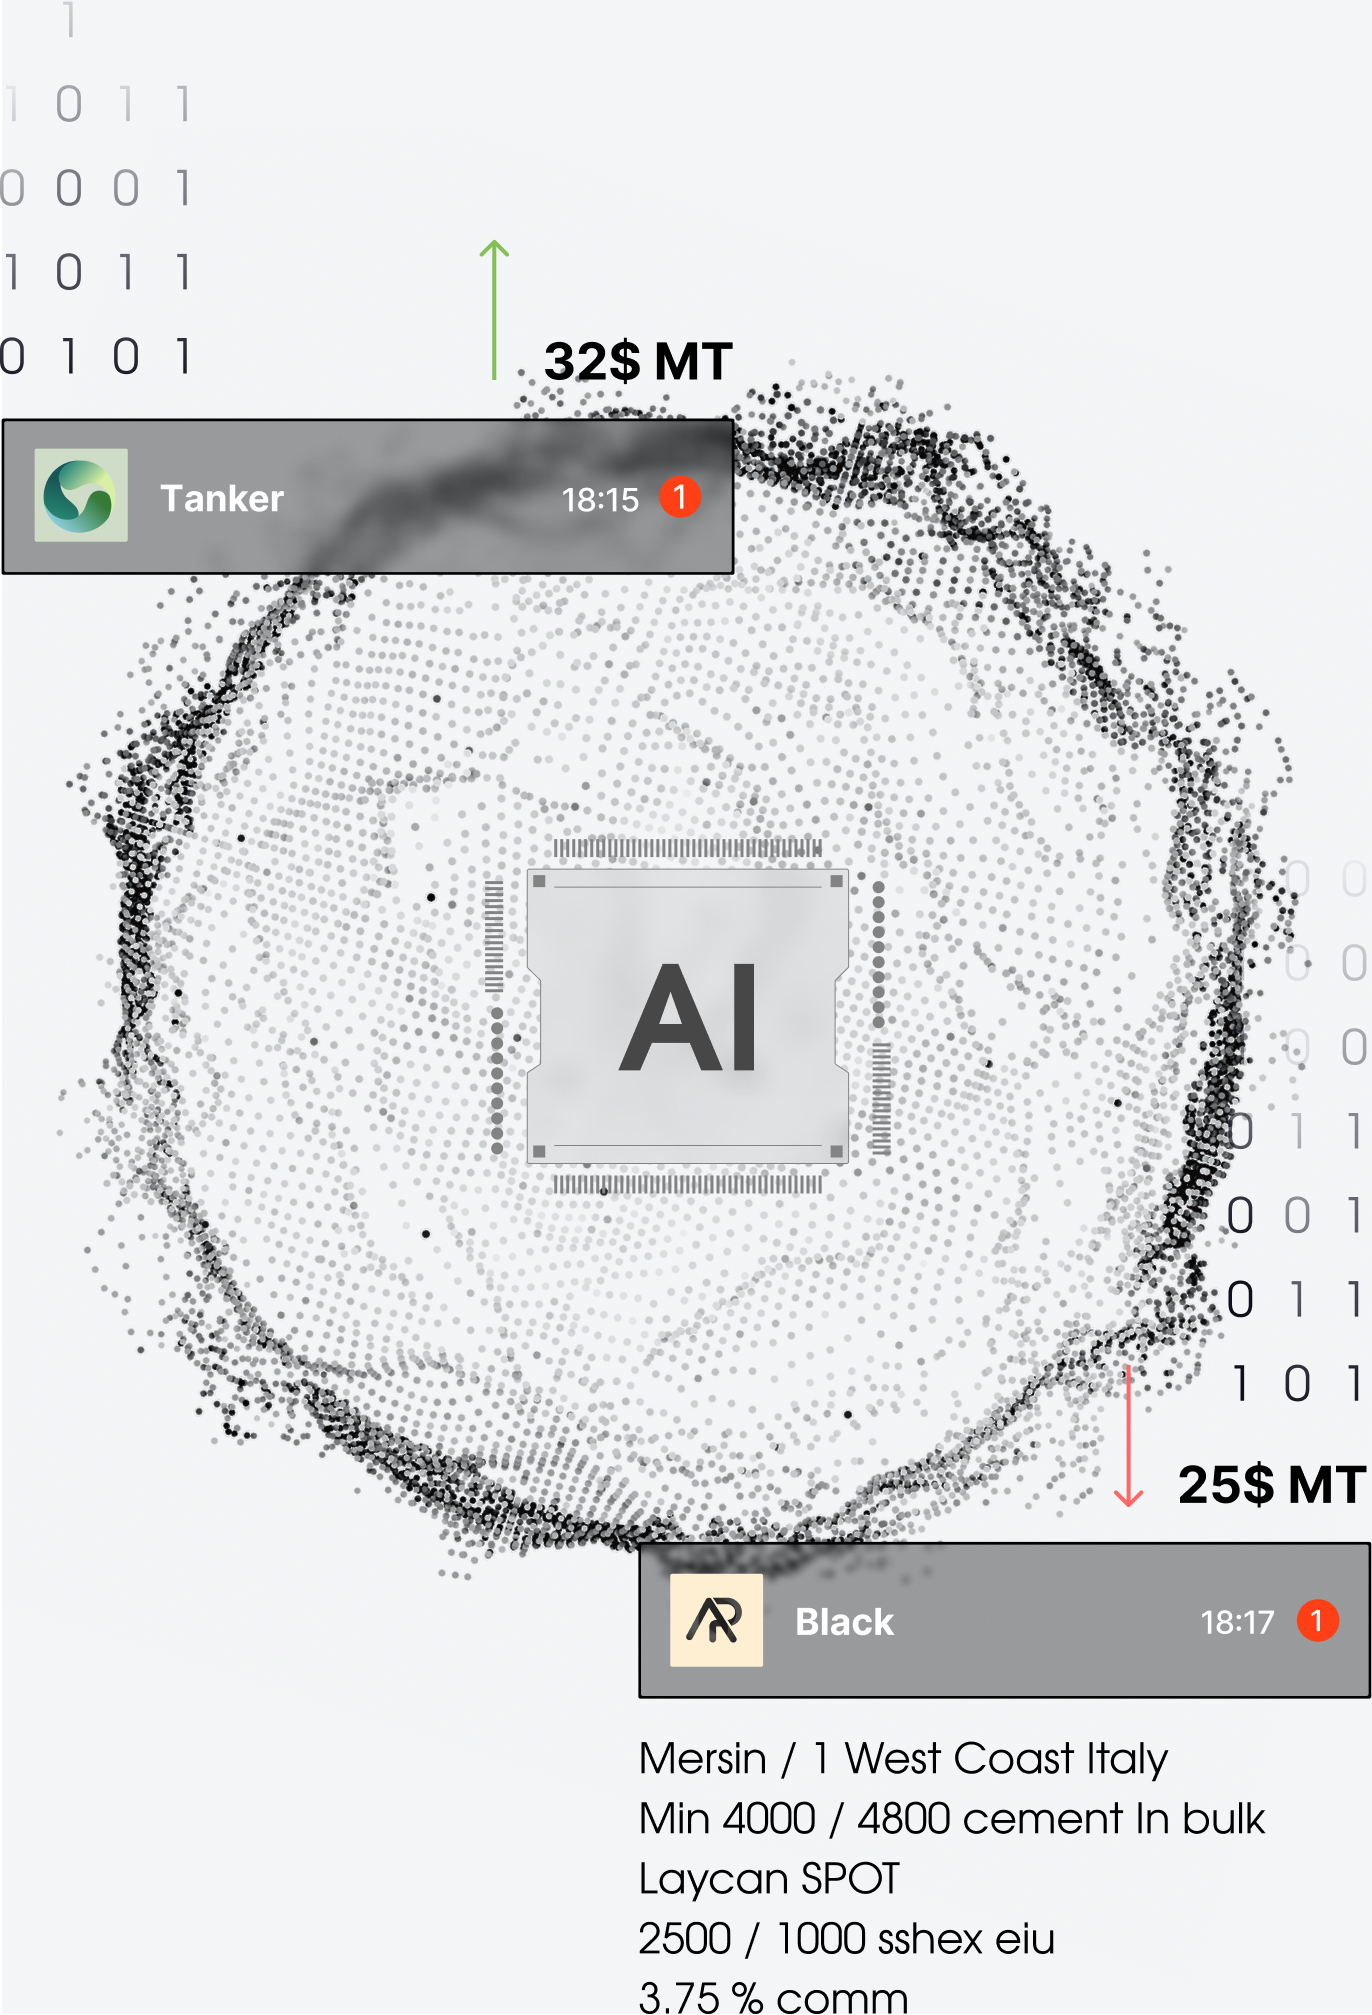 1
1 0 1 1
0 0 0 1
1 0 1 1
0 1 0 1
32$ MT
Tanker 18:15 1
AI
0 0
0 0
0 0
0 1 1
0 0 1
0 1 1
1 0 1
25$ MT
Black 18:17 1
Mersin / 1 West Coast Italy
Min 4000 / 4800 cement In bulk
Laycan SPOT
2500 / 1000 sshex eiu
3.75 % comm